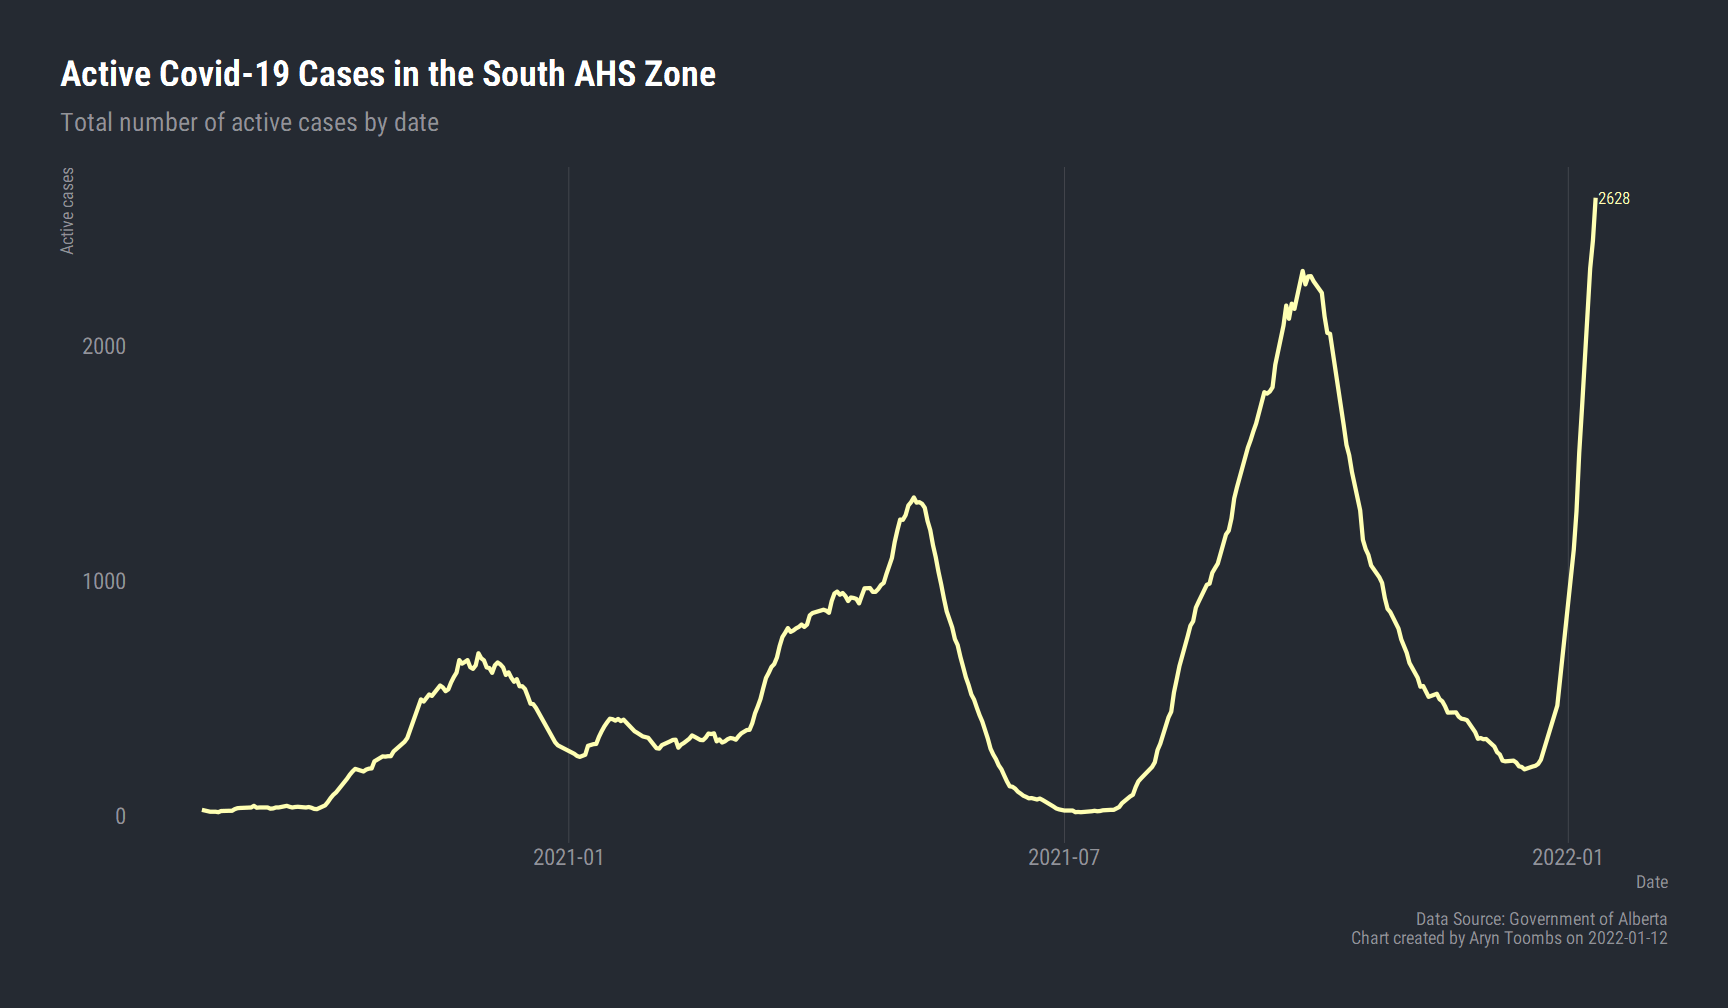 Active Covid-19 Cases in the South AHS Zone
Total number of active cases by date
Active cases
2628
2000
1000
0
2021-01
2021-07
2022-01
Date
Data Source: Government of Alberta
Chart created by Aryn Toombs on 2022-01-12